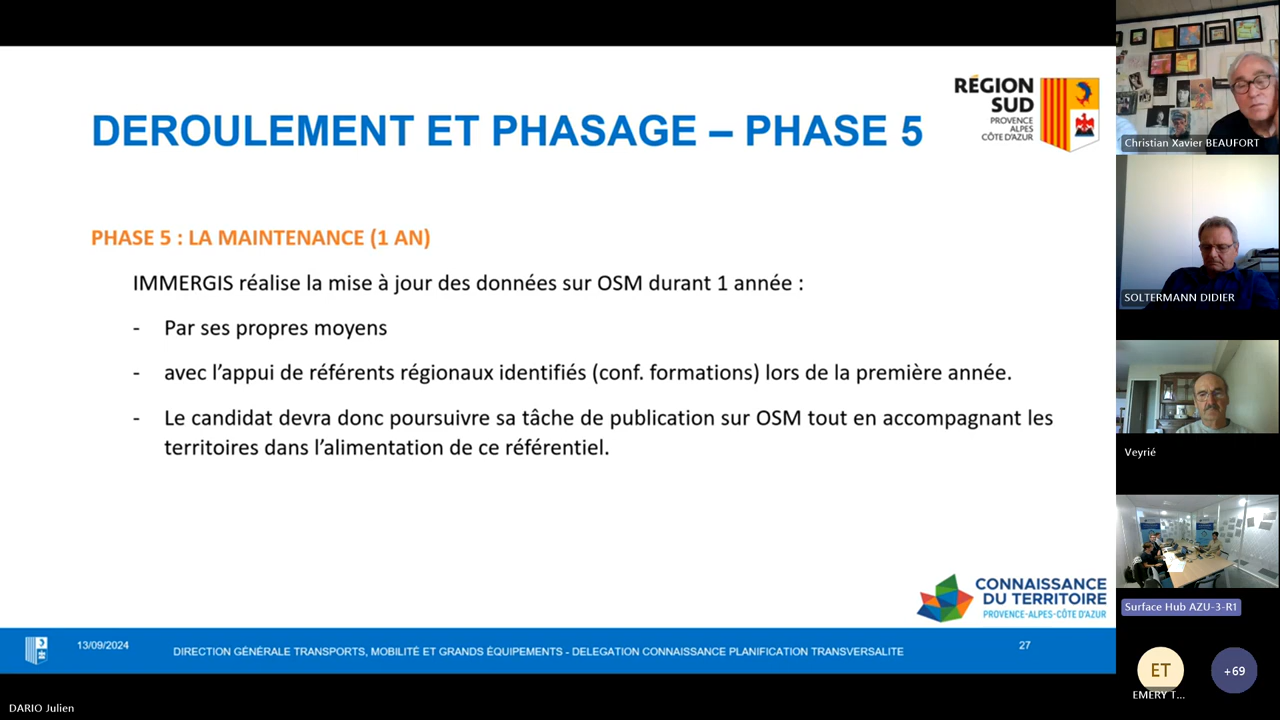 DEROULEMENT ET PHASAGE – PHASE 5
RÉGION
SUD
PROVENCE
ALPES
CÔTE D'AZUR
PHASE 5 : LA MAINTENANCE (1 AN)
IMMERGIS réalise la mise à jour des données sur OSM durant 1 année :
- Par ses propres moyens
- avec l’appui de référents régionaux identifiés (conf. formations) lors de la première année.
- Le candidat devra donc poursuivre sa tâche de publication sur OSM tout en accompagnant les
territoires dans l’alimentation de ce référentiel.
CONNAISSANCE
DU TERRITOIRE
PROVENCE-ALPES-CÔTE D'AZUR
13/09/2024
DIRECTION GÉNÉRALE TRANSPORTS, MOBILITÉ ET GRANDS ÉQUIPEMENTS - DELEGATION CONNAISSANCE PLANIFICATION TRANSVERSALITE
27
DARIO Julien
Christian Xavier BEAUFORT
SOLTERMANN DIDIER
Veyrié
Surface Hub AZU-3-R1
ET
EMERY T...
+69